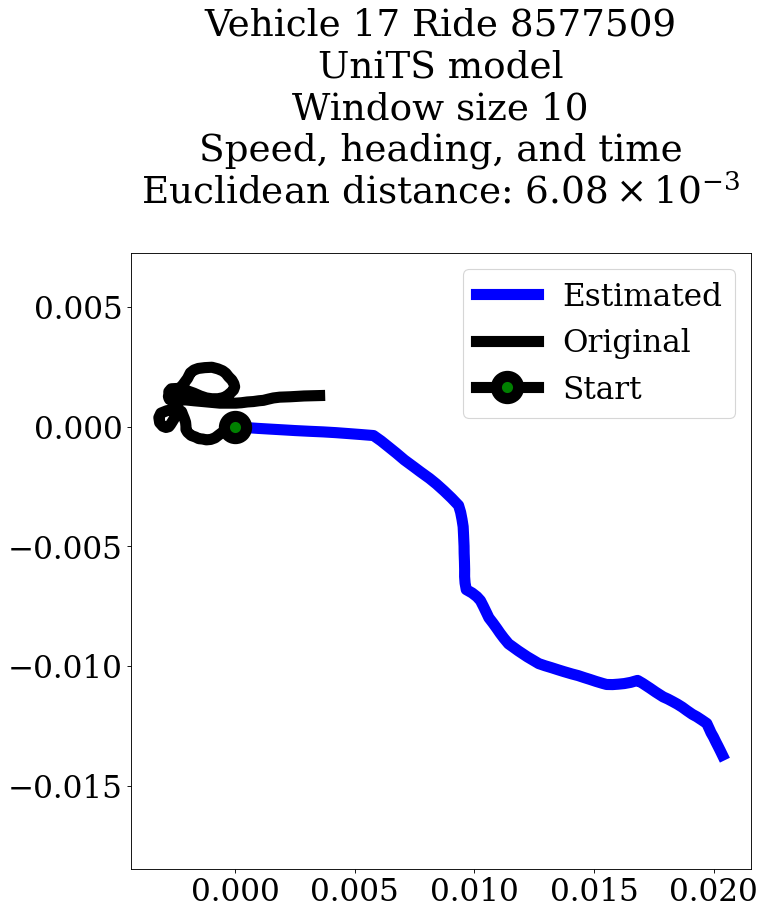 Vehicle 17 Ride 8577509
UniTS model
Window size 10
Speed, heading, and time
Euclidean distance: 6.08 × 10⁻³
Estimated
Original
Start
0.005
0.000
−0.005
−0.010
−0.015
0.000 0.005 0.010 0.015 0.020